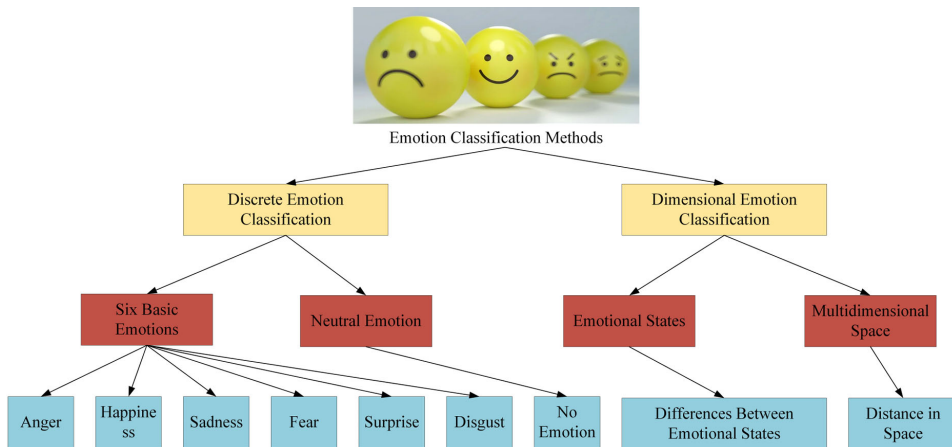 Emotion Classification Methods
Discrete Emotion
Classification
Dimensional Emotion
Classification
Six Basic
Emotions
Neutral Emotion
Emotional States
Multidimensional
Space
Anger
Happine
ss
Sadness
Fear
Surprise
Disgust
No
Emotion
Differences Between
Emotional States
Distance in
Space